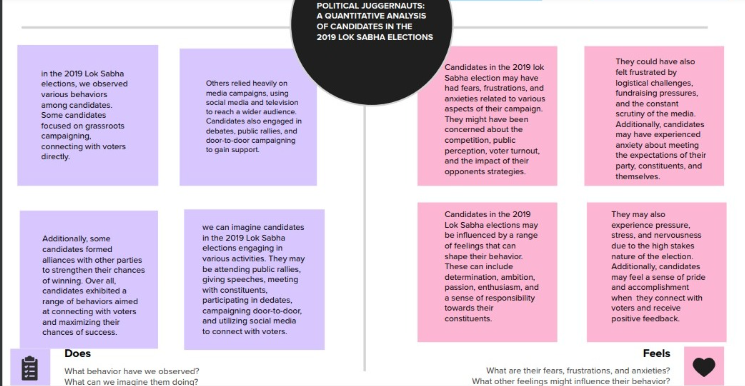 POLITICAL JUGGERNAUTS:
A QUANTITATIVE ANALYSIS
OF CANDIDATES IN THE
2019 LOK SABHA ELECTIONS
in the 2019 Lok Sabha
elections, we observed
various behaviors
among candidates.
Some candidates
focused on grassroots
campaigning,
connecting with voters
directly.
Others relied heavily on
media campaigns, using
social media and television
to reach a wider audience.
Candidates also engaged in
debates, public rallies, and
door-to-door campaigning
to gain support.
Additionally, some
candidates formed
alliances with other parties
to strengthen their chances
of winning. Over all,
candidates exhibited a
range of behaviors aimed
at connecting with voters
and maximizing their
chances of success.
we can imagine candidates
in the 2019 Lok Sabha
elections engaging in
various activities. They may
be attending public rallies,
giving speeches, meeting
with constituents,
participating in dedates,
campaigning door-to-door,
and utilizing social media
to connect with voters.
Does
What behavior have we observed?
What can we imagine them doing?
Candidates in the 2019 lok
Sabha election may have
had fears, frustrations, and
anxieties related to various
aspects of their campaign.
They might have been
concerned about the
competition, public
perception, voter turnout,
and the impact of their
opponents strategies.
They could have also
felt frustrated by
logistical challenges,
fundraising pressures,
and the constant
scrutiny of the media.
Additionally, candidates
may have experienced
anxiety about meeting
the expectations of their
party, constituents, and
themselves.
Candidates in the 2019
Lok Sabha elections may
be influenced by a range
of feelings that can
shape their behavior.
These can include
determination, ambition,
passion, enthusiasm, and
a sense of responsibility
towards their
constituents.
They may also
experience pressure,
stress, and nervousness
due to the high stakes
nature of the election.
Additionally, candidates
may feel a sense of pride
and accomplishment
when they connect with
voters and receive
positive feedback.
Feels
What are their fears, frustrations, and anxieties?
What other feelings might influence their behavior?